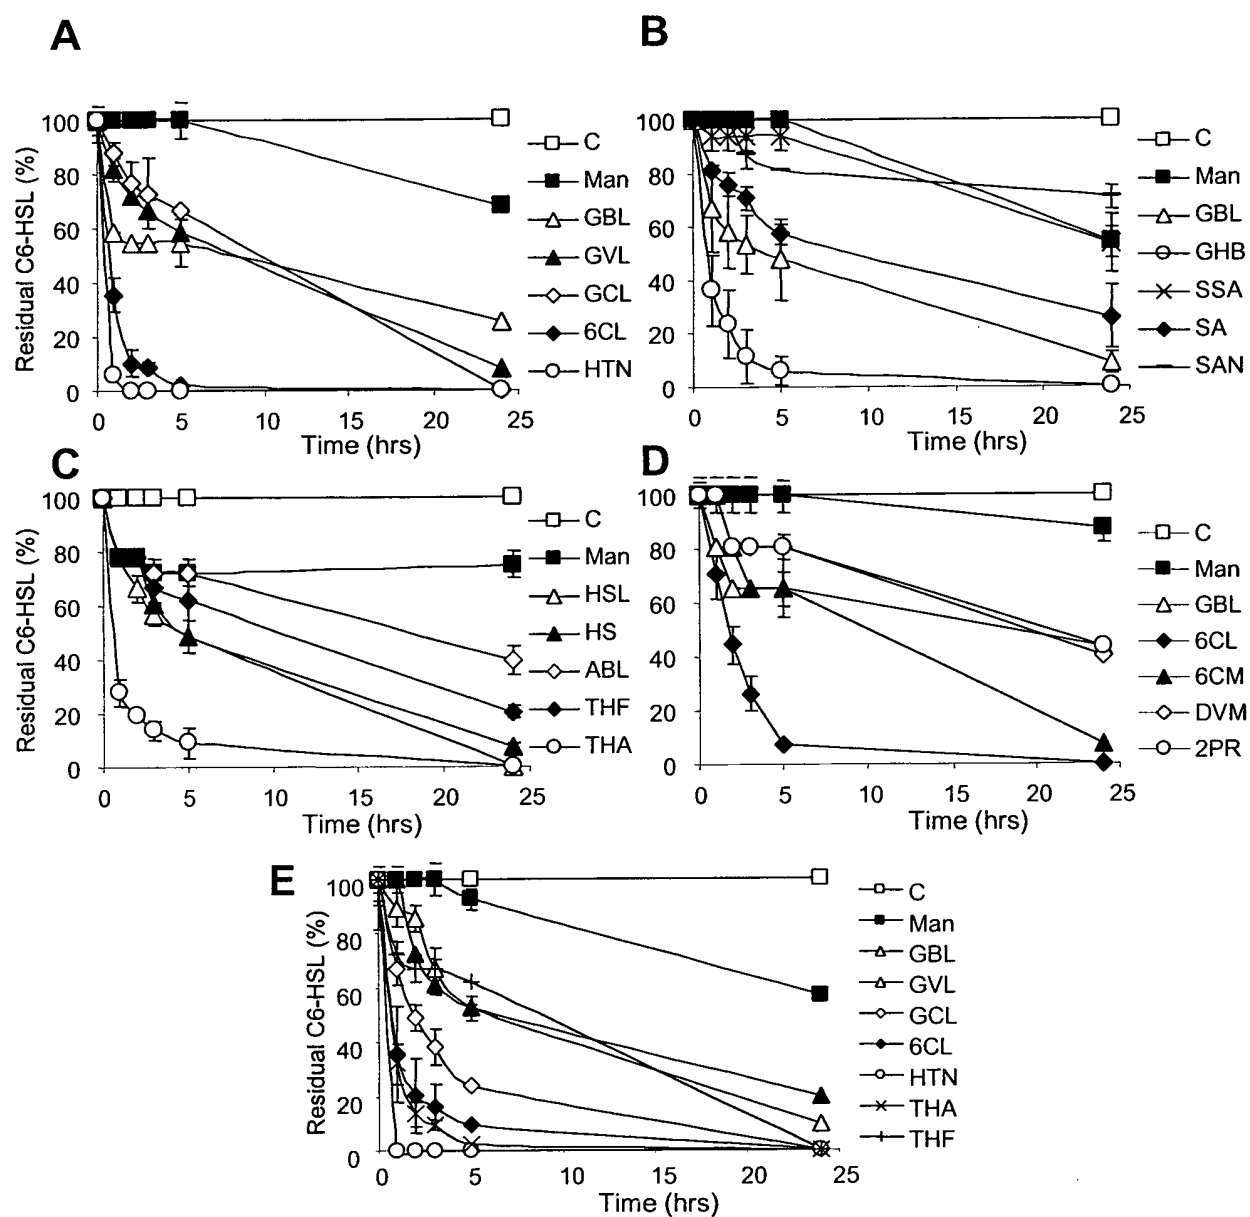 A
Residual C6-HSL (%)
100
80
60
40
20
0
0 5 10 15 20 25
Time (hrs)
C
Man
GBL
GVL
GCL
6CL
HTN
B
100
80
60
40
20
0
0 5 10 15 20 25
Time (hrs)
C
Man
GBL
GHB
SSA
SA
SAN
C
Residual C6-HSL (%)
100
80
60
40
20
0
0 5 10 15 20 25
Time (hrs)
C
Man
HSL
HS
ABL
THF
THA
D
100
80
60
40
20
0
0 5 10 15 20 25
Time (hrs)
C
Man
GBL
6CL
6CM
DVM
2PR
E
Residual C6-HSL (%)
100
80
60
40
20
0
0 5 10 15 20 25
Time (hrs)
C
Man
GBL
GVL
GCL
6CL
HTN
THA
THF